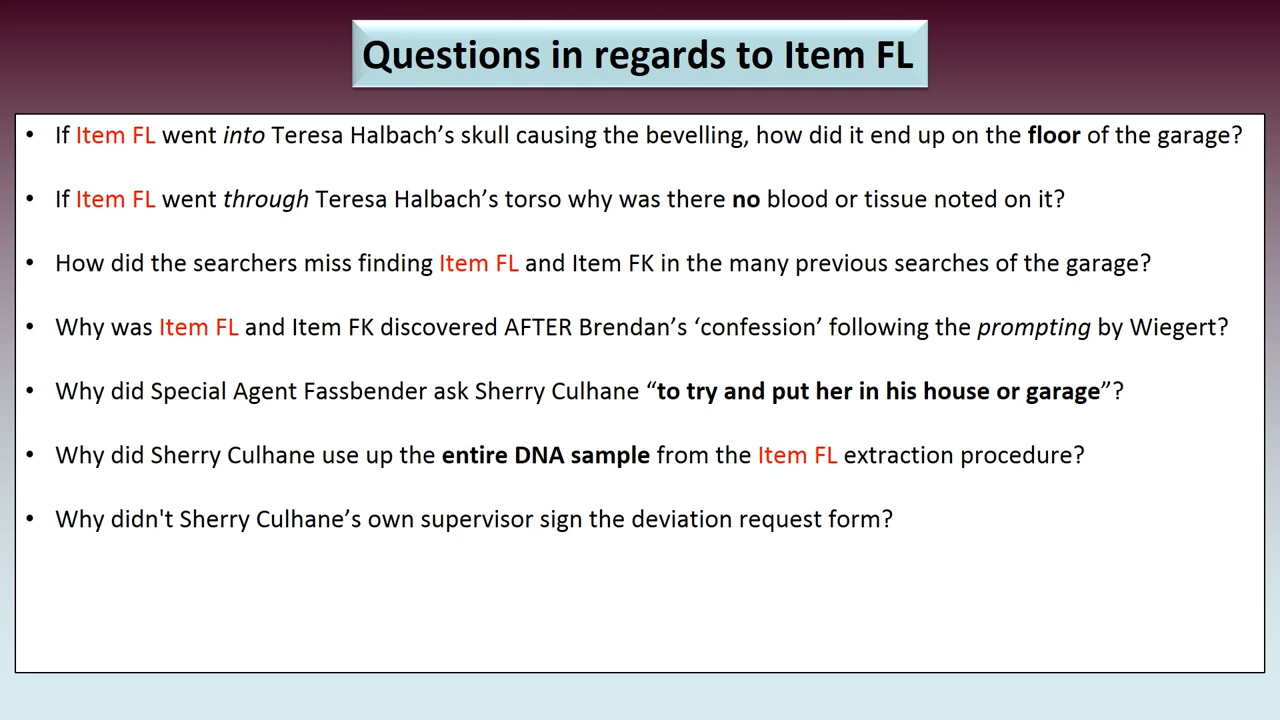 Questions in regards to Item FL
• If Item FL went into Teresa Halbach’s skull causing the bevelling, how did it end up on the floor of the garage?
• If Item FL went through Teresa Halbach’s torso why was there no blood or tissue noted on it?
• How did the searchers miss finding Item FL and Item FK in the many previous searches of the garage?
• Why was Item FL and Item FK discovered AFTER Brendan’s ‘confession’ following the prompting by Wiegert?
• Why did Special Agent Fassbender ask Sherry Culhane “to try and put her in his house or garage”?
• Why did Sherry Culhane use up the entire DNA sample from the Item FL extraction procedure?
• Why didn't Sherry Culhane’s own supervisor sign the deviation request form?